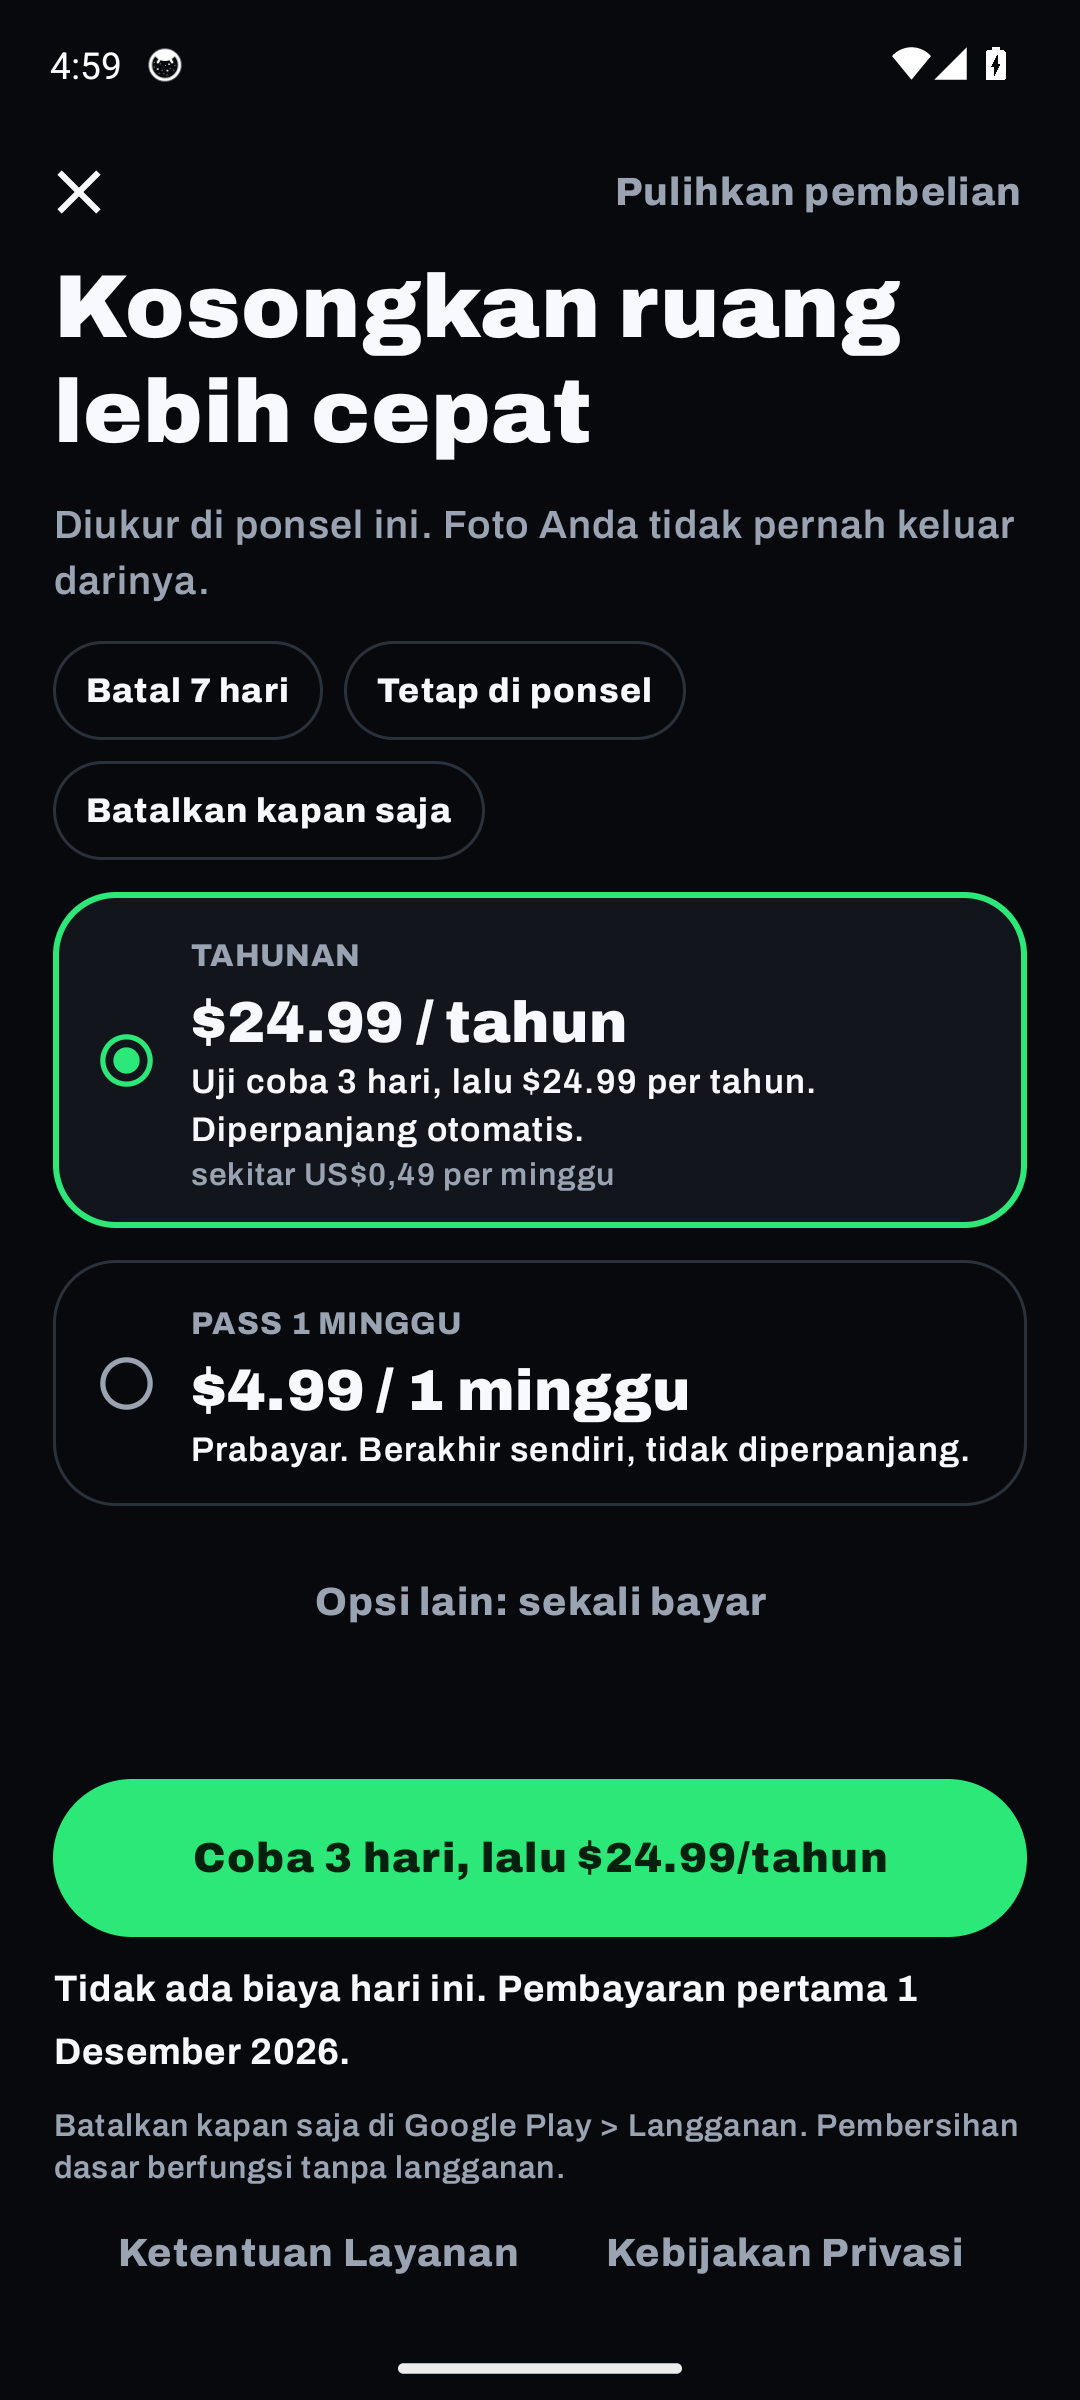 4:59
Pulihkan pembelian
Kosongkan ruang
lebih cepat
Diukur di ponsel ini. Foto Anda tidak pernah keluar
darinya.
Batal 7 hari
Tetap di ponsel
Batalkan kapan saja
TAHUNAN
$24.99 / tahun
Uji coba 3 hari, lalu $24.99 per tahun.
Diperpanjang otomatis.
sekitar US$0,49 per minggu
PASS 1 MINGGU
$4.99 / 1 minggu
Prabayar. Berakhir sendiri, tidak diperpanjang.
Opsi lain: sekali bayar
Coba 3 hari, lalu $24.99/tahun
Tidak ada biaya hari ini. Pembayaran pertama 1
Desember 2026.
Batalkan kapan saja di Google Play > Langganan. Pembersihan
dasar berfungsi tanpa langganan.
Ketentuan Layanan
Kebijakan Privasi